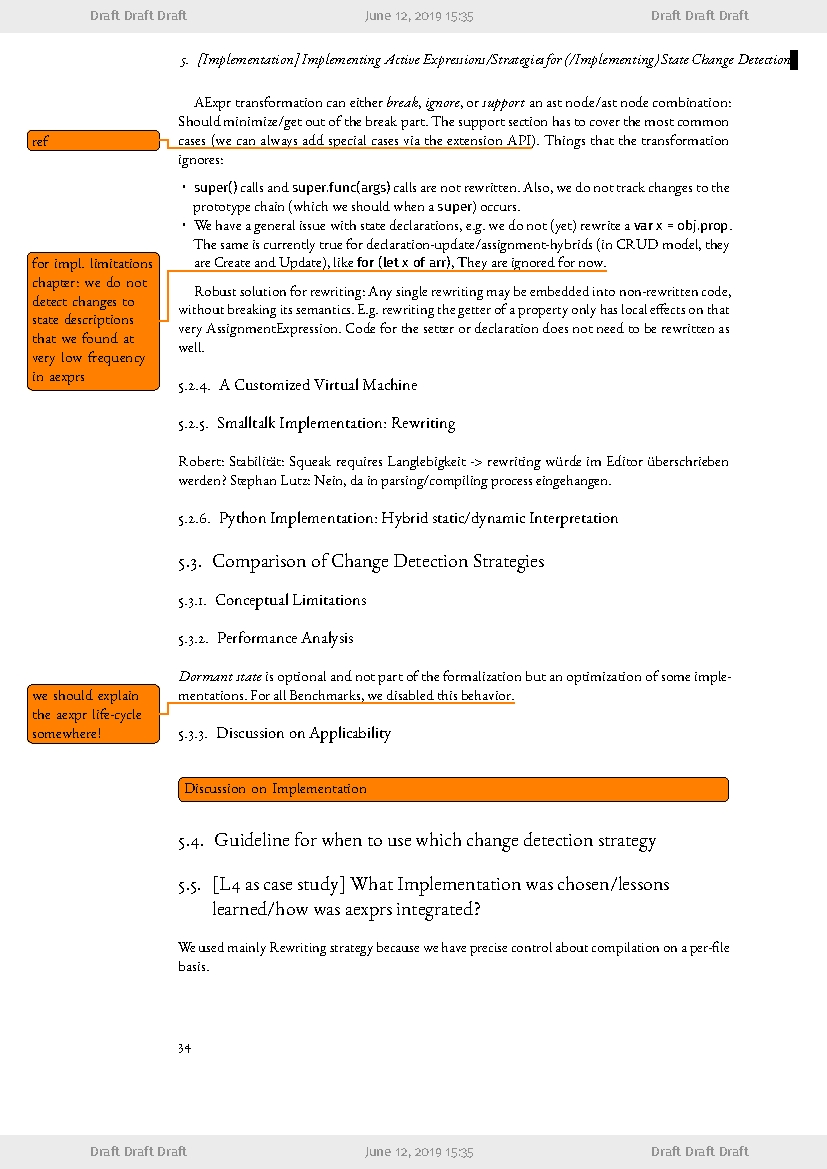 Draft Draft Draft June 12, 2019 15:35 Draft Draft Draft
5. [Implementation] Implementing Active Expressions/Strategies for (/Implementing) State Change Detection
AExpr transformation can either break, ignore, or support an ast node/ast node combination:
Should minimize/get out of the break part. The support section has to cover the most common
ref
cases (we can always add special cases via the extension API). Things that the transformation
ignores:
• super() calls and super.func(args) calls are not rewritten. Also, we do not track changes to the
prototype chain (which we should when a super) occurs.
• We have a general issue with state declarations, e.g. we do not (yet) rewrite a var x = obj.prop.
The same is currently true for declaration-update/assignment-hybrids (in CRUD model, they
are Create and Update), like for (let x of arr), They are ignored for now.
for impl. limitations
chapter: we do not
detect changes to
state descriptions
that we found at
very low frequency
in aexprs
Robust solution for rewriting: Any single rewriting may be embedded into non-rewritten code,
without breaking its semantics. E.g. rewriting the getter of a property only has local effects on that
very AssignmentExpression. Code for the setter or declaration does not need to be rewritten as
well.
5.2.4. A Customized Virtual Machine
5.2.5. Smalltalk Implementation: Rewriting
Robert: Stabilität: Squeak requires Langlebigkeit -> rewriting würde im Editor überschrieben
werden? Stephan Lutz: Nein, da in parsing/compiling process eingehangen.
5.2.6. Python Implementation: Hybrid static/dynamic Interpretation
5.3. Comparison of Change Detection Strategies
5.3.1. Conceptual Limitations
5.3.2. Performance Analysis
Dormant state is optional and not part of the formalization but an optimization of some imple-
mentations. For all Benchmarks, we disabled this behavior.
we should explain
the aexpr life-cycle
somewhere!
5.3.3. Discussion on Applicability
Discussion on Implementation
5.4. Guideline for when to use which change detection strategy
5.5. [L4 as case study] What Implementation was chosen/lessons
learned/how was aexprs integrated?
We used mainly Rewriting strategy because we have precise control about compilation on a per-file
basis.
34
Draft Draft Draft June 12, 2019 15:35 Draft Draft Draft